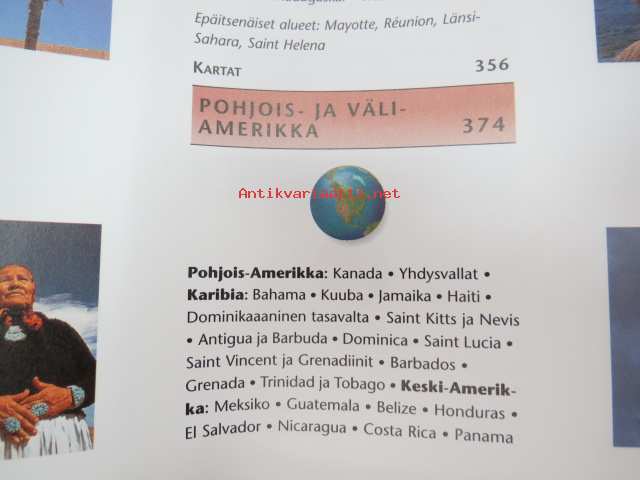 Epäitsenäiset alueet: Mayotte, Réunion, Länsi-
Sahara, Saint Helena
KARTAT 356
POHJOIS- JA VÄLI-
AMERIKKA 374
Antikvariaatti.net
Pohjois-Amerikka: Kanada • Yhdysvallat •
Karibia: Bahama • Kuuba • Jamaika • Haiti •
Dominikaaaninen tasavalta • Saint Kitts ja Nevis
• Antigua ja Barbuda • Dominica • Saint Lucia •
Saint Vincent ja Grenadiinit • Barbados •
Grenada • Trinidad ja Tobago • Keski-Amerik-
ka: Meksiko • Guatemala • Belize • Honduras •
El Salvador • Nicaragua • Costa Rica • Panama